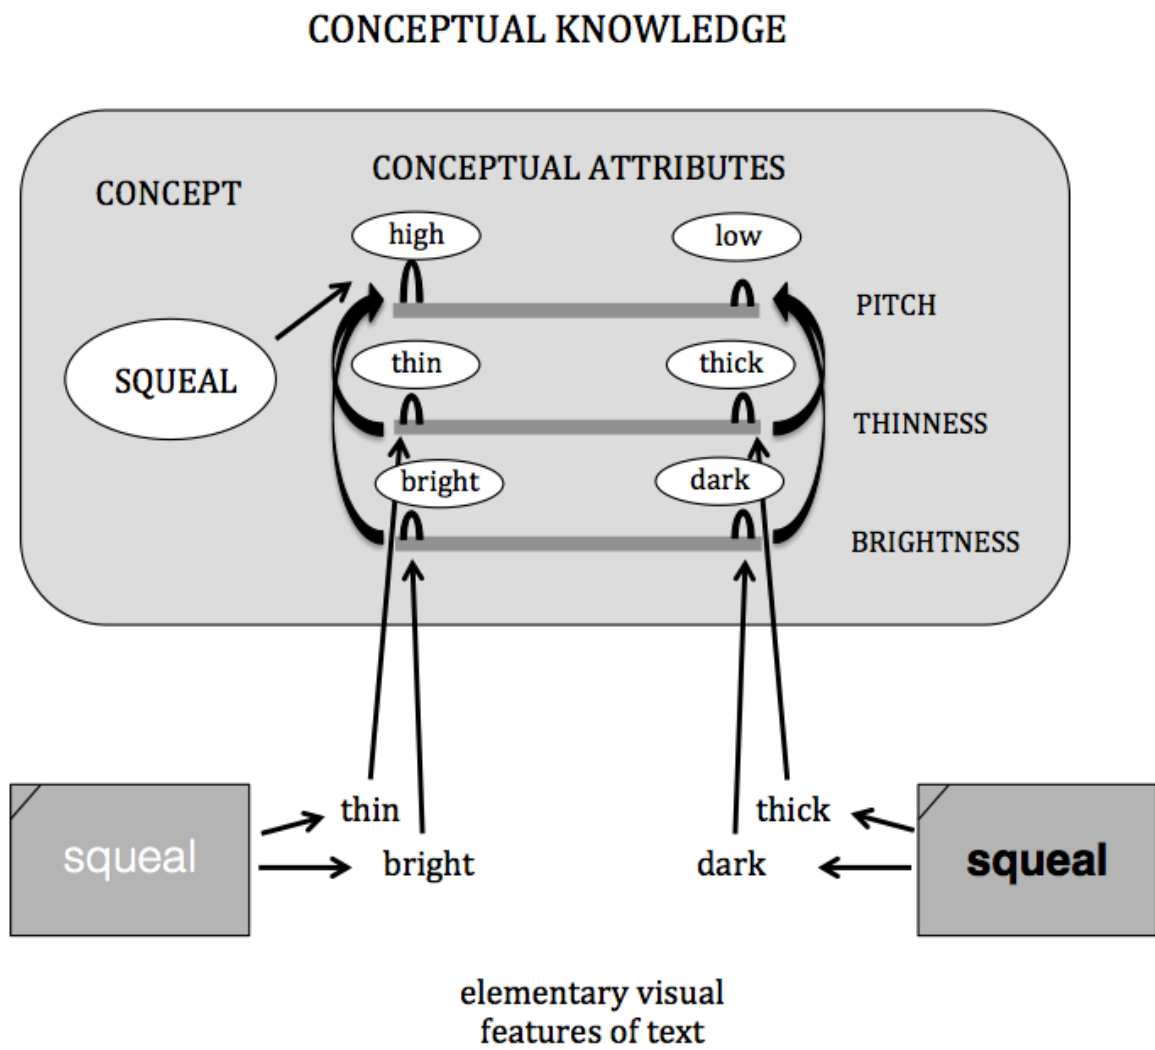 CONCEPTUAL KNOWLEDGE
CONCEPTUAL ATTRIBUTES
CONCEPT
high
low
PITCH
SQUEAL
thin
thick
THINNESS
bright
dark
BRIGHTNESS
thin
thick
squeal
bright
dark
squeal
elementary visual
features of text